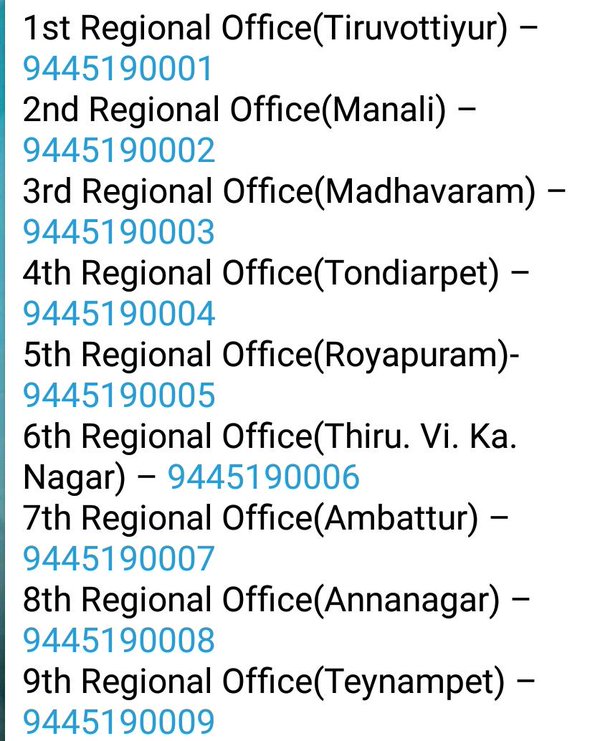 1st Regional Office(Tiruvottiyur) –
9445190001
2nd Regional Office(Manali) –
9445190002
3rd Regional Office(Madhavaram) –
9445190003
4th Regional Office(Tondiarpet) –
9445190004
5th Regional Office(Royapuram)-
9445190005
6th Regional Office(Thiru. Vi. Ka.
Nagar) – 9445190006
7th Regional Office(Ambattur) –
9445190007
8th Regional Office(Annanagar) –
9445190008
9th Regional Office(Teynampet) –
9445190009